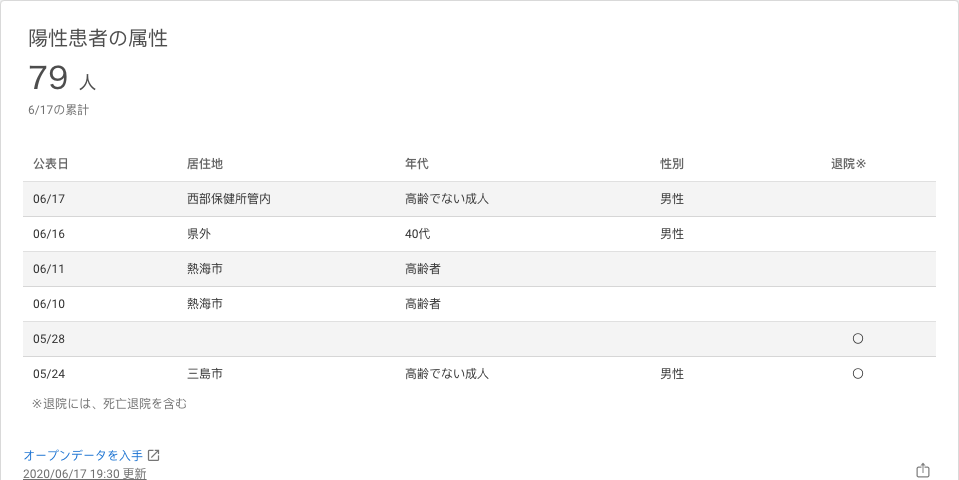 陽性患者の属性
79 人
6/17の累計
公表日 居住地 年代 性別 退院※
06/17 西部保健所管内 高齢でない成人 男性
06/16 県外 40代 男性
06/11 熱海市 高齢者
06/10 熱海市 高齢者
05/28 〇
05/24 三島市 高齢でない成人 男性 〇
※退院には、死亡退院を含む
オープンデータを入手
2020/06/17 19:30 更新